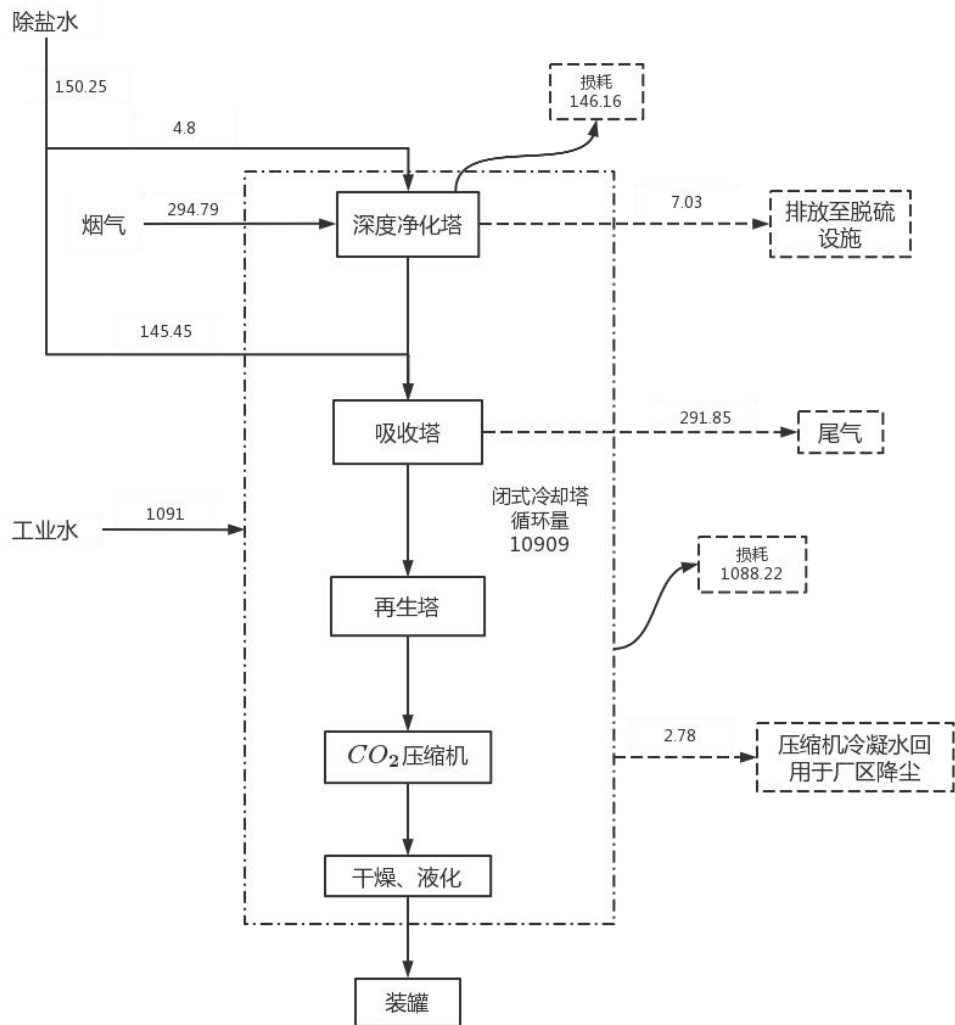 除盐水
150.25
损耗
146.16
4.8
烟气
294.79
深度净化塔
7.03
排放至脱硫
设施
145.45
吸收塔
291.85
尾气
工业水
1091
闭式冷却塔
循环量
10909
损耗
1088.22
再生塔
CO₂压缩机
2.78
压缩机冷凝水回
用于厂区降尘
干燥、液化
装罐